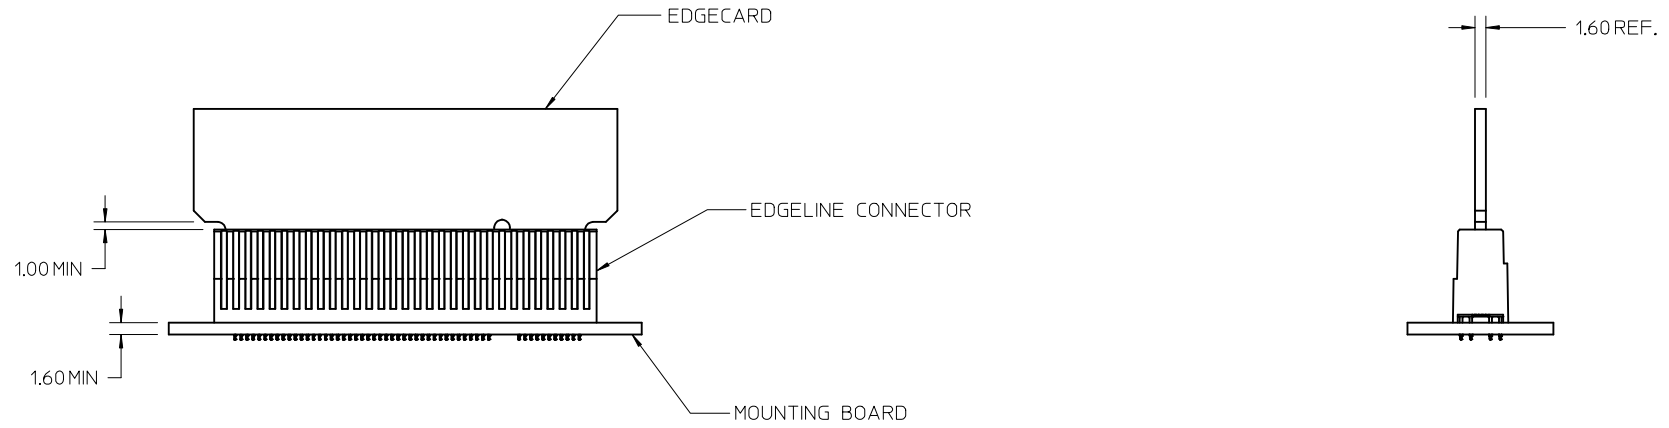 EDGECARD
1.60 REF.
EDGELINE CONNECTOR
1.00 MIN
1.60 MIN
MOUNTING BOARD